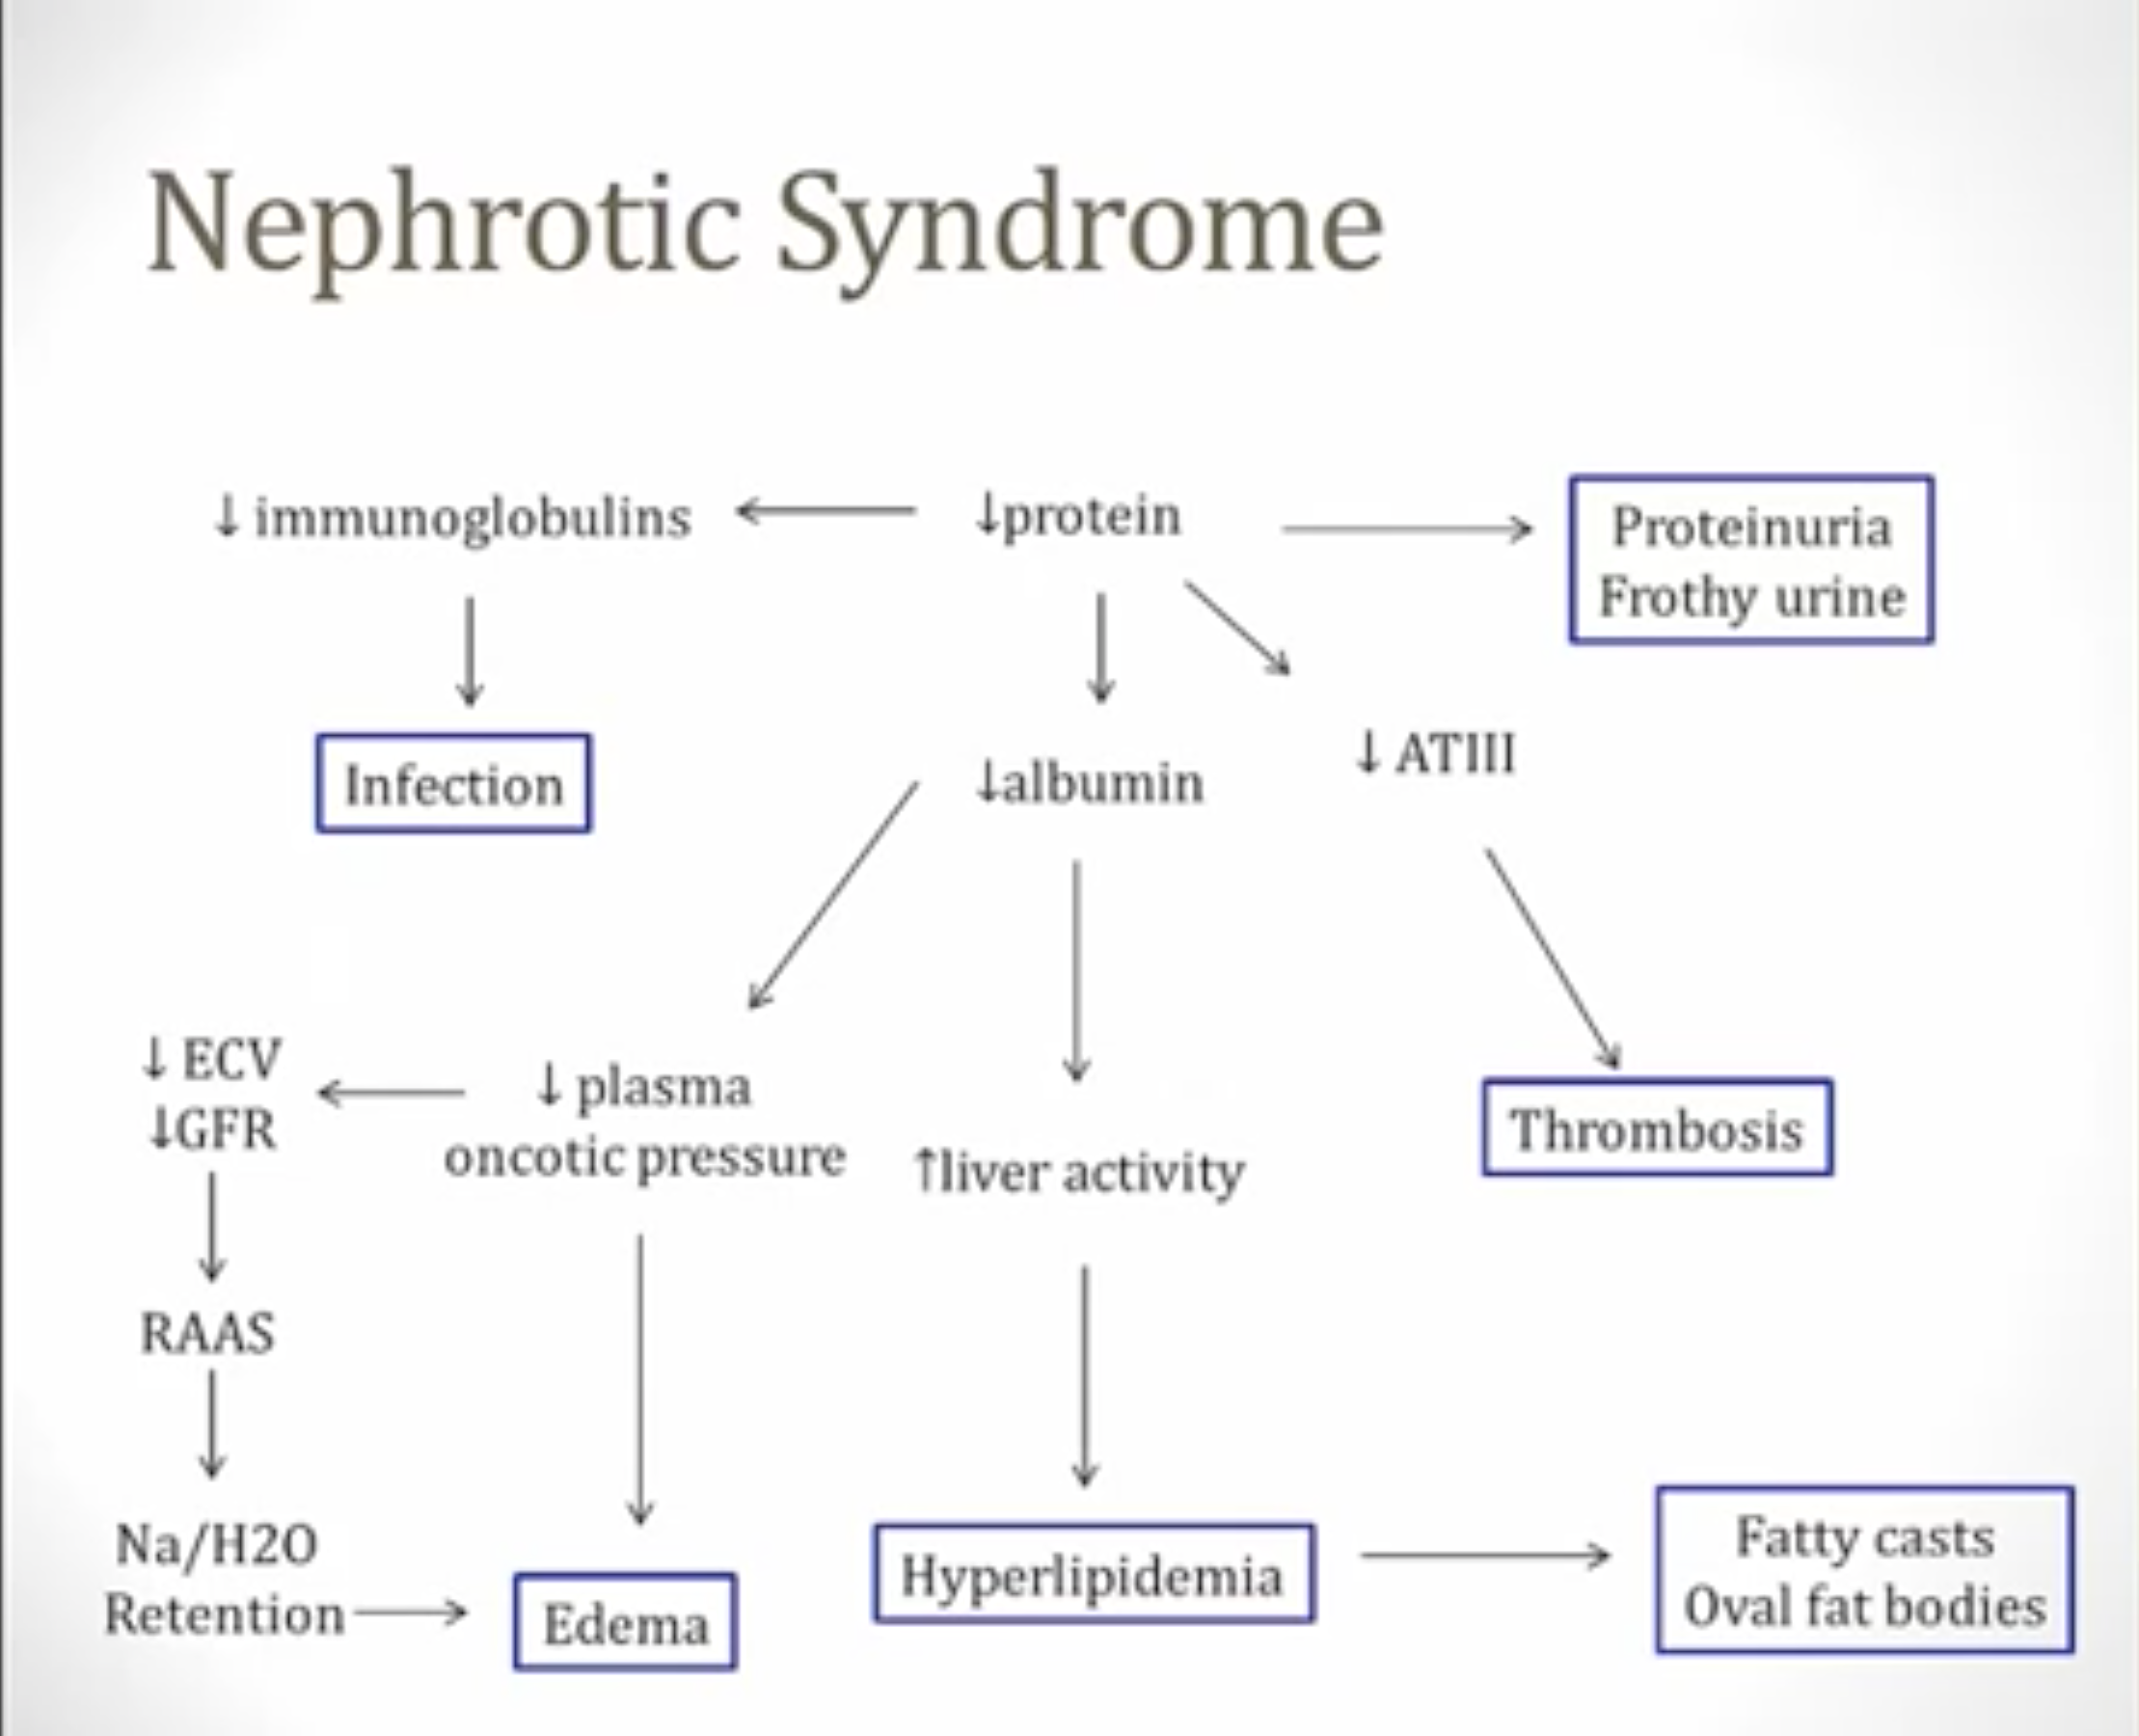 Nephrotic Syndrome
↓ immunoglobulins
↓protein
Proteinuria
Frothy urine
Infection
↓albumin
↓ ATIII
↓ ECV
↓GFR
↓ plasma
oncotic pressure
↑liver activity
Thrombosis
RAAS
Na/H2O
Retention
Edema
Hyperlipidemia
Fatty casts
Oval fat bodies